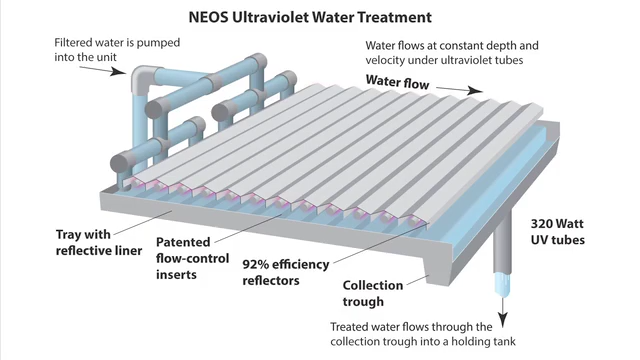 NEOS Ultraviolet Water Treatment
Filtered water is pumped
into the unit
Water flows at constant depth and
velocity under ultraviolet tubes
Water flow
Tray with
reflective liner
Patented
flow-control
inserts
92% efficiency
reflectors
Collection
trough
320 Watt
UV tubes
Treated water flows through the
collection trough into a holding tank